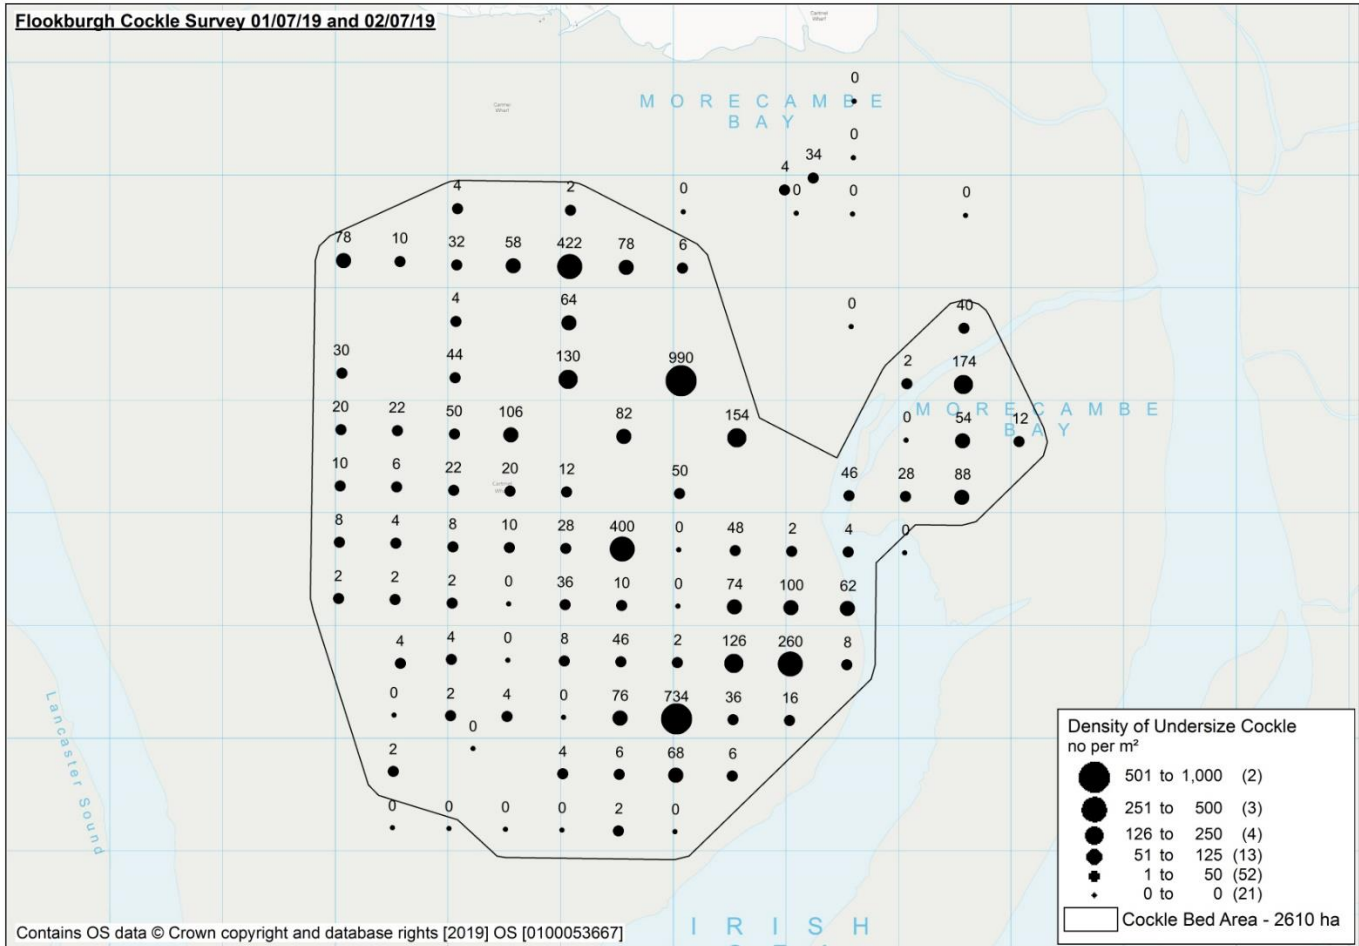 Flookburgh Cockle Survey 01/07/19 and 02/07/19
Cartmel
Wharf
Cartmel
Wharf
0
M O R E C A M B E
B A Y
0
34
4
0 0 0
4 2 0
78 10 32 58 422 78 6
4 64 0 40
30 44 130 990 2 174
M O R E C A M B E
B A Y
20 22 50 106 82 154 0 54 12
10 6 22 20 12 50 46 28 88
Cartmel
Wharf
8 4 8 10 28 400 0 48 2 4 0
2 2 2 0 36 10 0 74 100 62
4 4 0 8 46 2 126 260 8
0 2 4 0 76 734 36 16
0
2 4 6 68 6
0 0 0 0 2 0
Lancaster Sound
Density of Undersize Cockle
no per m²
501 to 1,000 (2)
251 to 500 (3)
126 to 250 (4)
51 to 125 (13)
1 to 50 (52)
0 to 0 (21)
Cockle Bed Area - 2610 ha
I R I S H
Contains OS data © Crown copyright and database rights [2019] OS [0100053667]